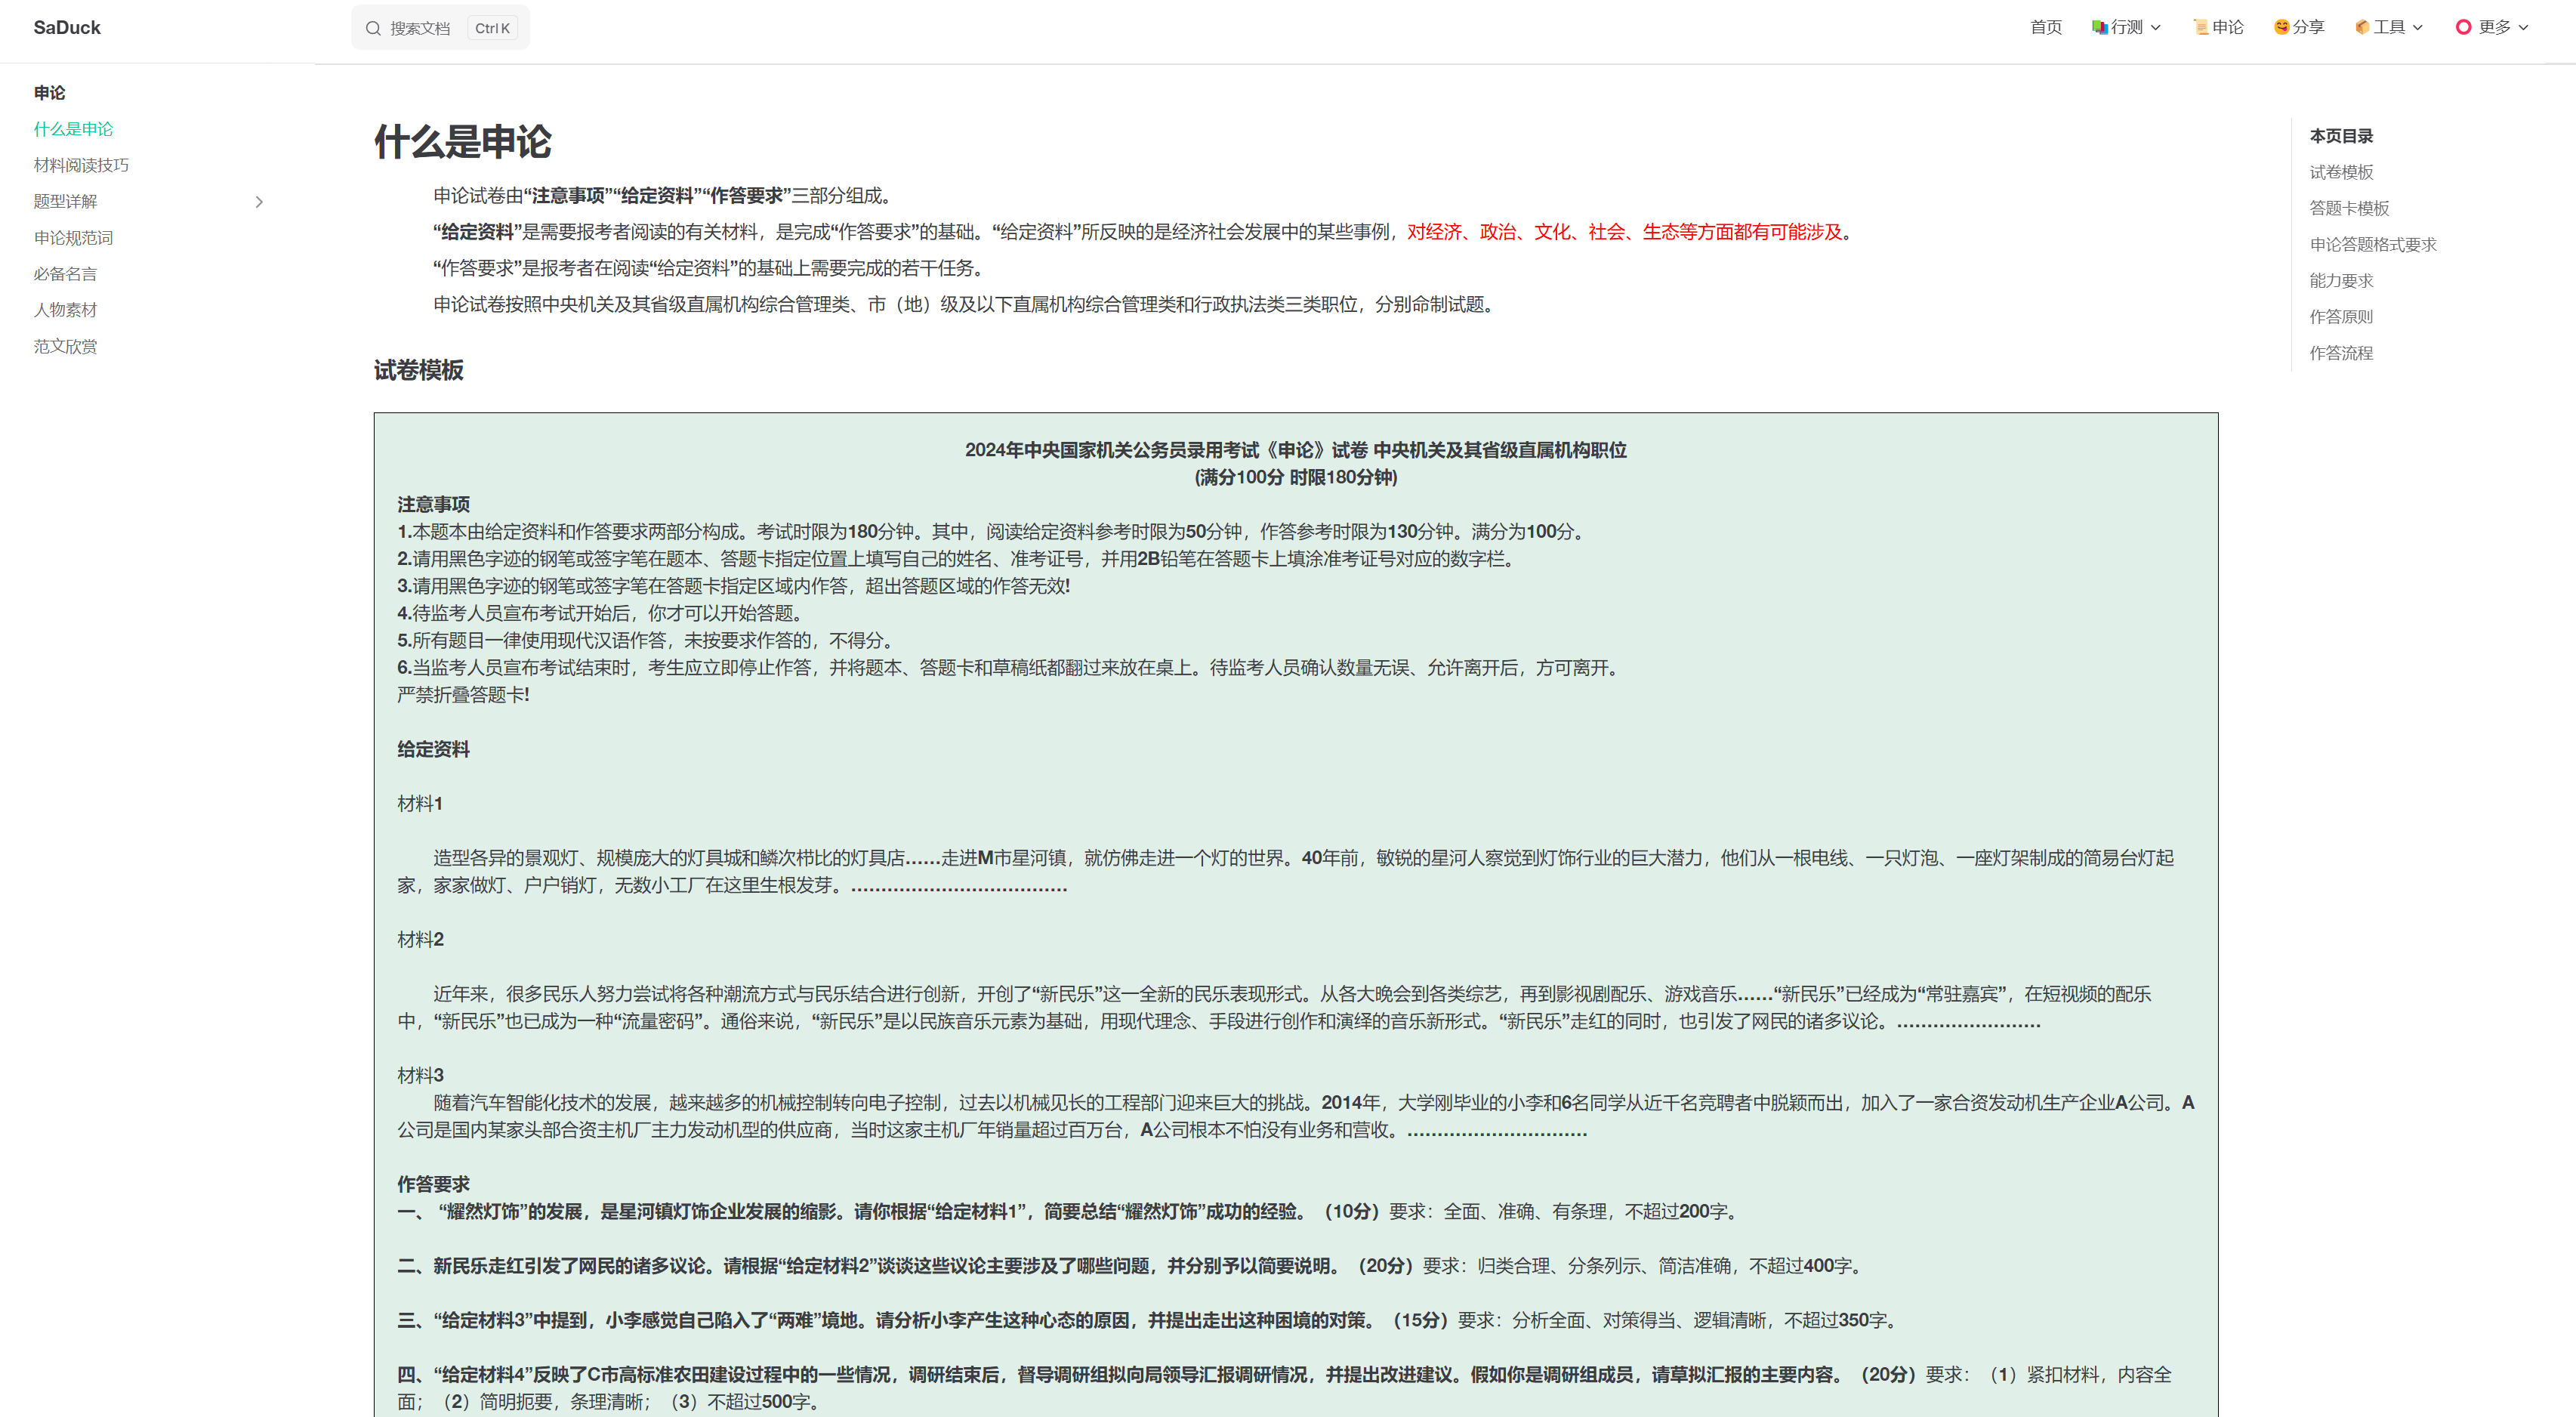 SaDuck
搜索文档 Ctrl K
首页 行测 申论 分享 工具 更多
申论
什么是申论
材料阅读技巧
题型详解
申论规范词
必备名言
人物素材
范文欣赏
什么是申论
申论试卷由“注意事项”“给定资料”“作答要求”三部分组成。
“给定资料”是需要报考者阅读的有关材料，是完成“作答要求”的基础。“给定资料”所反映的是经济社会发展中的某些事例，对经济、政治、文化、社会、生态等方面都有可能涉及。
“作答要求”是报考者在阅读“给定资料”的基础上需要完成的若干任务。
申论试卷按照中央机关及其省级直属机构综合管理类、市（地）级及以下直属机构综合管理类和行政执法类三类职位，分别命制试题。
试卷模板
2024年中央国家机关公务员录用考试《申论》试卷 中央机关及其省级直属机构职位
(满分100分 时限180分钟)
注意事项
1.本题本由给定资料和作答要求两部分构成。考试时限为180分钟。其中，阅读给定资料参考时限为50分钟，作答参考时限为130分钟。满分为100分。
2.请用黑色字迹的钢笔或签字笔在题本、答题卡指定位置上填写自己的姓名、准考证号，并用2B铅笔在答题卡上填涂准考证号对应的数字栏。
3.请用黑色字迹的钢笔或签字笔在答题卡指定区域内作答，超出答题区域的作答无效!
4.待监考人员宣布考试开始后，你才可以开始答题。
5.所有题目一律使用现代汉语作答，未按要求作答的，不得分。
6.当监考人员宣布考试结束时，考生应立即停止作答，并将题本、答题卡和草稿纸都翻过来放在桌上。待监考人员确认数量无误、允许离开后，方可离开。
严禁折叠答题卡!
给定资料
材料1
造型各异的景观灯、规模庞大的灯具城和鳞次栉比的灯具店……走进M市星河镇，就仿佛走进一个灯的世界。40年前，敏锐的星河人察觉到灯饰行业的巨大潜力，他们从一根电线、一只灯泡、一座灯架制成的简易台灯起
家，家家做灯、户户销灯，无数小工厂在这里生根发芽。………………………………
材料2
近年来，很多民乐人努力尝试将各种潮流方式与民乐结合进行创新，开创了“新民乐”这一全新的民乐表现形式。从各大晚会到各类综艺，再到影视剧配乐、游戏音乐……“新民乐”已经成为“常驻嘉宾”，在短视频的配乐
中，“新民乐”也已成为一种“流量密码”。通俗来说，“新民乐”是以民族音乐元素为基础，用现代理念、手段进行创作和演绎的音乐新形式。“新民乐”走红的同时，也引发了网民的诸多议论。……………………
材料3
随着汽车智能化技术的发展，越来越多的机械控制转向电子控制，过去以机械见长的工程部门迎来巨大的挑战。2014年，大学刚毕业的小李和6名同学从近千名竞聘者中脱颖而出，加入了一家合资发动机生产企业A公司。A
公司是国内某家头部合资主机厂主力发动机型的供应商，当时这家主机厂年销量超过百万台，A公司根本不怕没有业务和营收。…………………………
作答要求
一、 “耀然灯饰”的发展，是星河镇灯饰企业发展的缩影。请你根据“给定材料1”，简要总结“耀然灯饰”成功的经验。（10分）要求：全面、准确、有条理，不超过200字。
二、新民乐走红引发了网民的诸多议论。请根据“给定材料2”谈谈这些议论主要涉及了哪些问题，并分别予以简要说明。（20分）要求：归类合理、分条列示、简洁准确，不超过400字。
三、“给定材料3”中提到，小李感觉自己陷入了“两难”境地。请分析小李产生这种心态的原因，并提出走出这种困境的对策。（15分）要求：分析全面、对策得当、逻辑清晰，不超过350字。
四、“给定材料4”反映了C市高标准农田建设过程中的一些情况，调研结束后，督导调研组拟向局领导汇报调研情况，并提出改进建议。假如你是调研组成员，请草拟汇报的主要内容。（20分）要求：（1）紧扣材料，内容全
面；（2）简明扼要，条理清晰；（3）不超过500字。
本页目录
试卷模板
答题卡模板
申论答题格式要求
能力要求
作答原则
作答流程